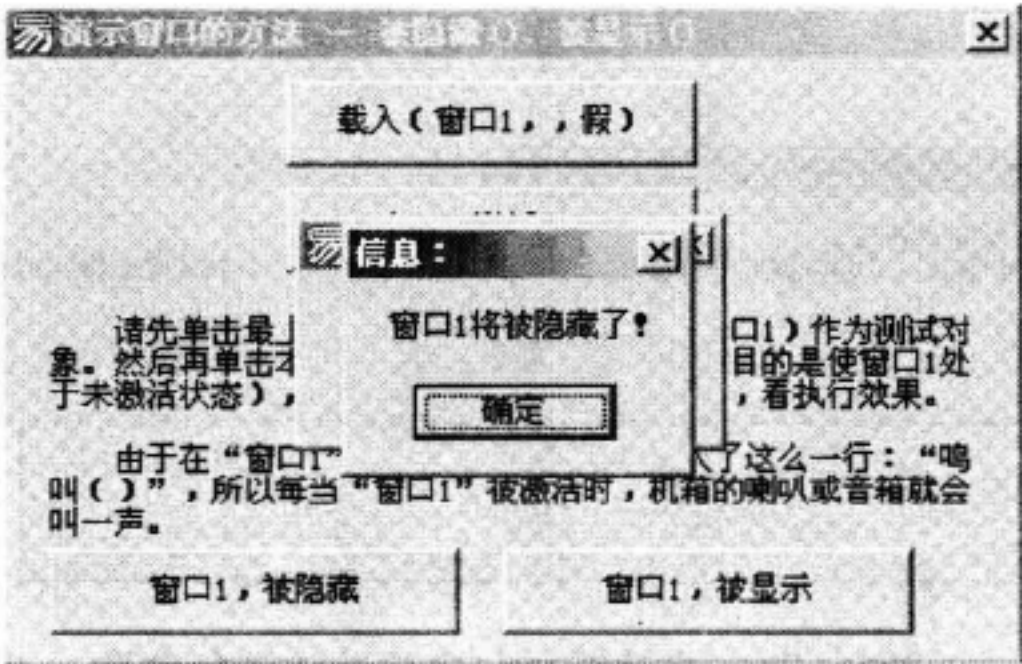 易 演示窗口的方法 － 被隐藏()、被显示()
载入(窗口1,,假)
易 信息：
窗口1将被隐藏了！
确定
请先单击最 口1)作为测试对
象。然后再单击 目的是使窗口1处
于未激活状态)， ，看执行效果。
由于在“窗口1” 了这么一行：“鸣
叫()”，所以每当“窗口1”被激活时，机箱的喇叭或音箱就会
叫一声。
窗口1，被隐藏
窗口1，被显示